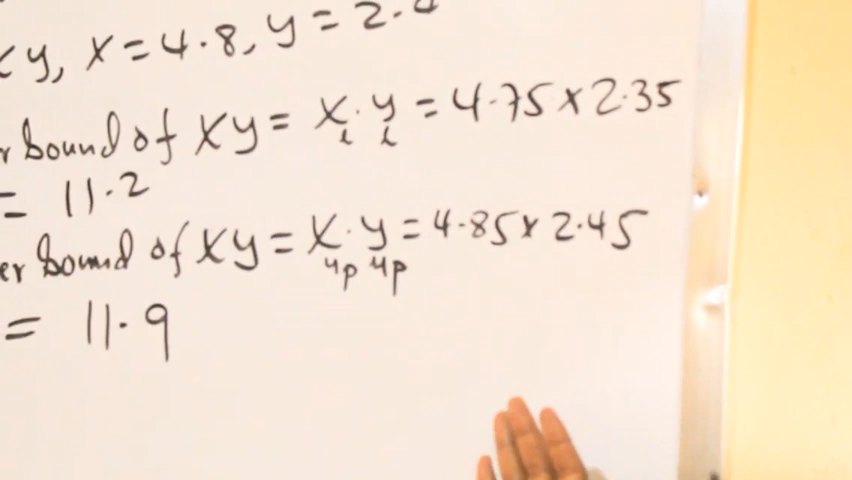 y, x = 4.8, y = 2.4
bound of xy = x_l . y_l = 4.75 x 2.35
= 11.2
bound of xy = x_up . y_up = 4.85 x 2.45
= 11.9